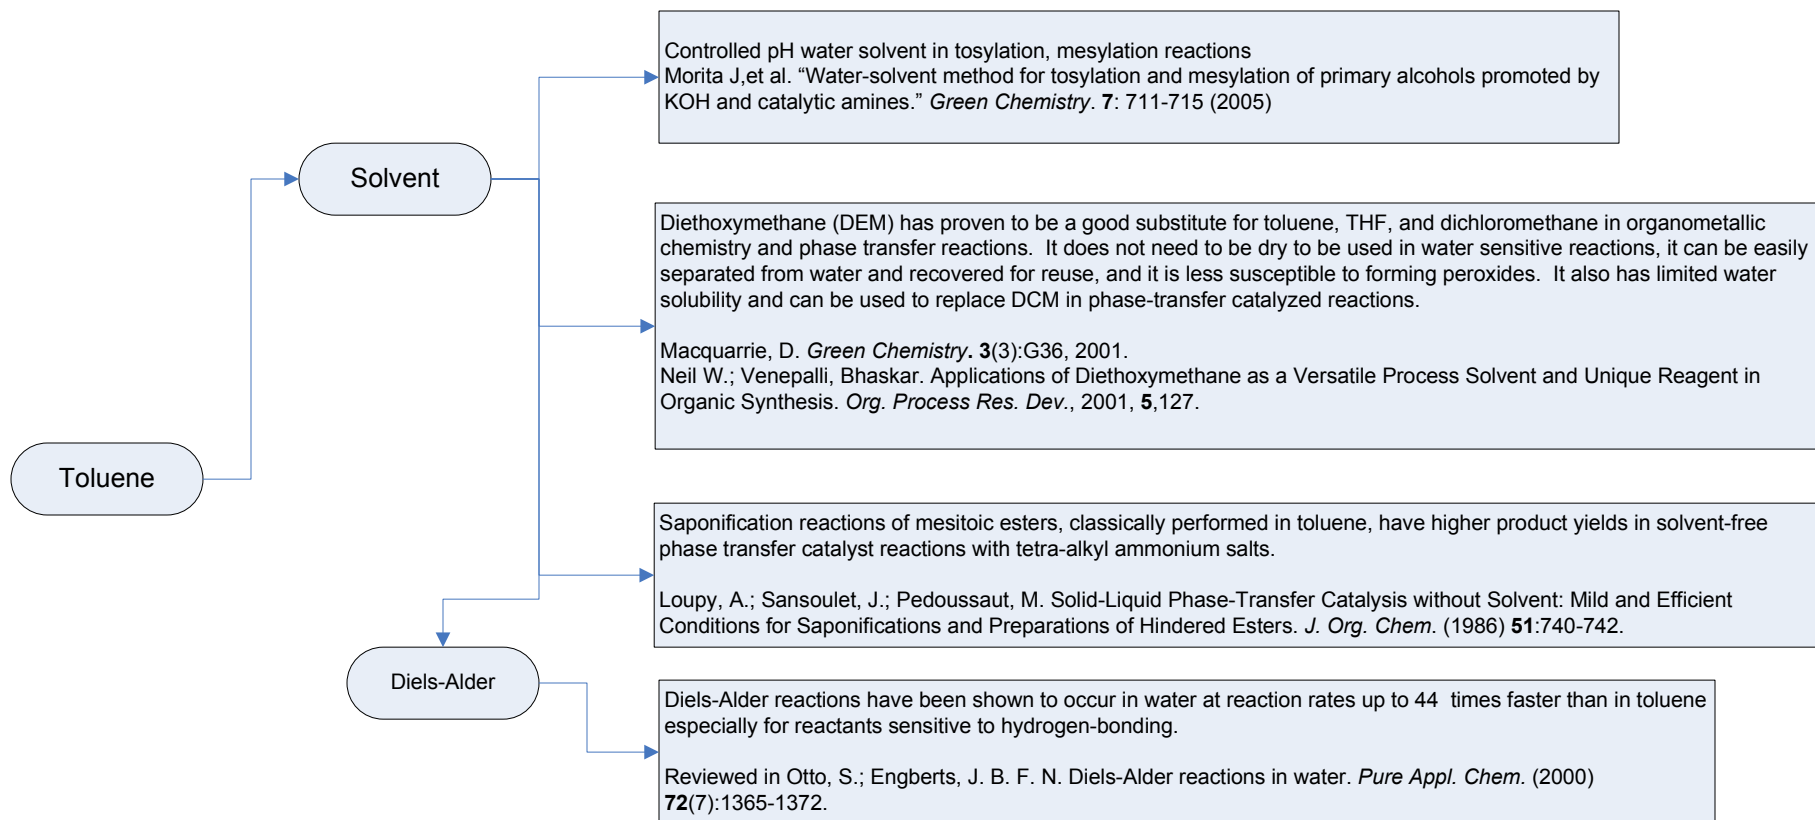 Controlled pH water solvent in tosylation, mesylation reactions
Morita J,et al. “Water-solvent method for tosylation and mesylation of primary alcohols promoted by
KOH and catalytic amines.” Green Chemistry. 7: 711-715 (2005)
Solvent
Diethoxymethane (DEM) has proven to be a good substitute for toluene, THF, and dichloromethane in organometallic
chemistry and phase transfer reactions.  It does not need to be dry to be used in water sensitive reactions, it can be easily
separated from water and recovered for reuse, and it is less susceptible to forming peroxides.  It also has limited water
solubility and can be used to replace DCM in phase-transfer catalyzed reactions.
Macquarrie, D. Green Chemistry. 3(3):G36, 2001.
Neil W.; Venepalli, Bhaskar. Applications of Diethoxymethane as a Versatile Process Solvent and Unique Reagent in
Organic Synthesis. Org. Process Res. Dev., 2001, 5,127.
Toluene
Saponification reactions of mesitoic esters, classically performed in toluene, have higher product yields in solvent-free
phase transfer catalyst reactions with tetra-alkyl ammonium salts.
Loupy, A.; Sansoulet, J.; Pedoussaut, M. Solid-Liquid Phase-Transfer Catalysis without Solvent: Mild and Efficient
Conditions for Saponifications and Preparations of Hindered Esters. J. Org. Chem. (1986) 51:740-742.
Diels-Alder
Diels-Alder reactions have been shown to occur in water at reaction rates up to 44  times faster than in toluene
especially for reactants sensitive to hydrogen-bonding.
Reviewed in Otto, S.; Engberts, J. B. F. N. Diels-Alder reactions in water. Pure Appl. Chem. (2000)
72(7):1365-1372.